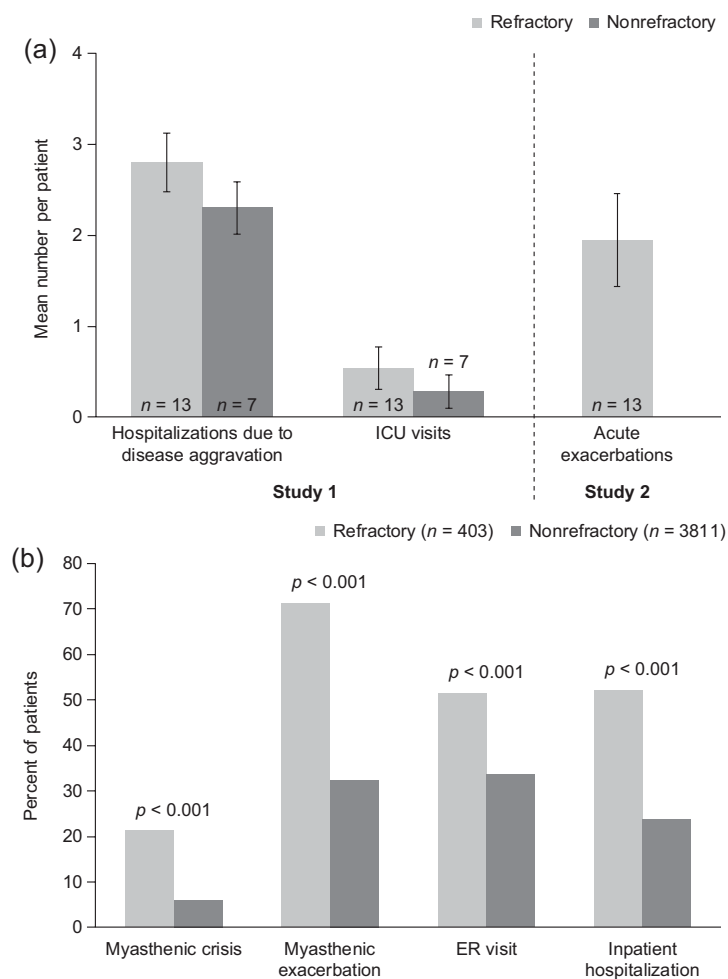 Refractory Nonrefractory
(a)
4
3
2
1
0
Mean number per patient
n = 13
n = 7
n = 13
n = 7
n = 13
Hospitalizations due to
disease aggravation
ICU visits
Acute
exacerbations
Study 1
Study 2
Refractory (n = 403) Nonrefractory (n = 3811)
(b)
80
70
60
50
40
30
20
10
0
Percent of patients
p < 0.001
p < 0.001
p < 0.001
p < 0.001
Myasthenic crisis
Myasthenic
exacerbation
ER visit
Inpatient
hospitalization